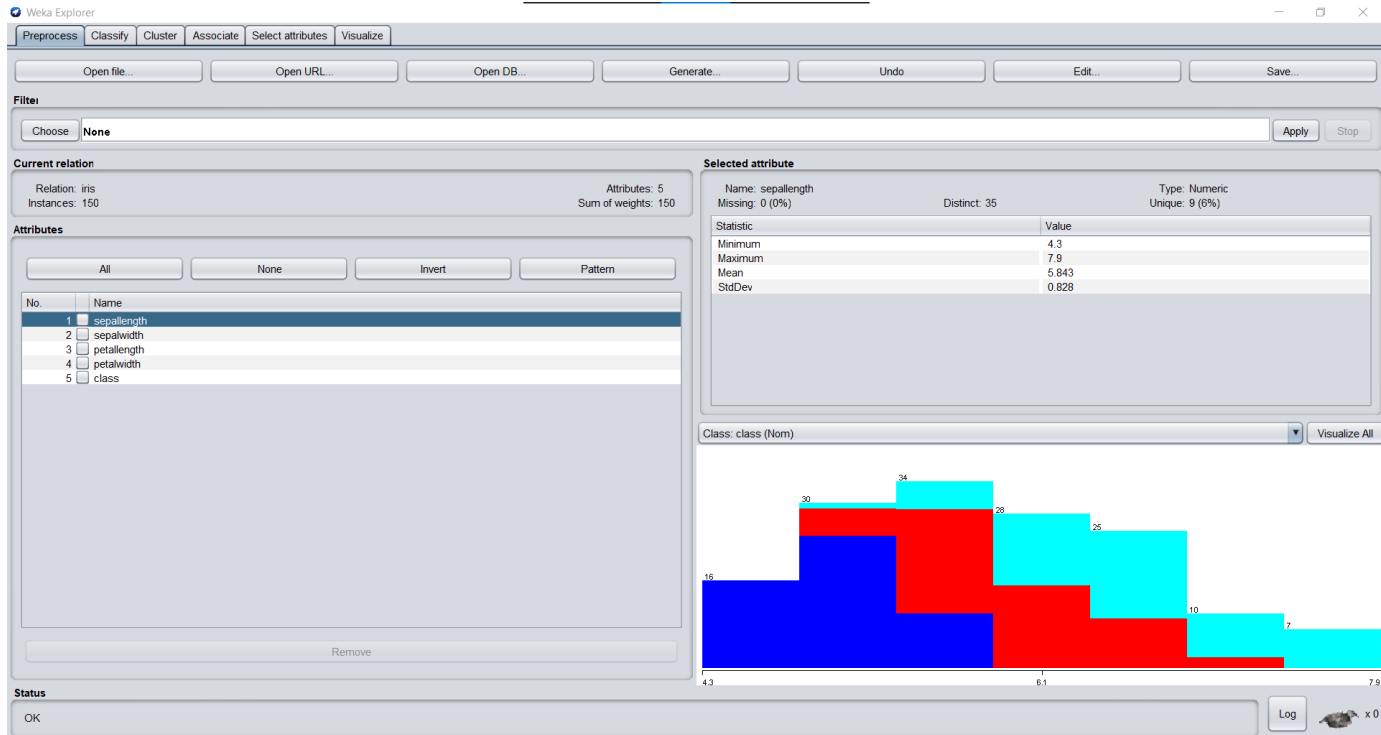 Weka Explorer
Preprocess Classify Cluster Associate Select attributes Visualize
Open file... Open URL... Open DB... Generate... Undo Edit... Save...
Filter
Choose None Apply Stop
Current relation
Relation: iris Attributes: 5
Instances: 150 Sum of weights: 150
Attributes
All None Invert Pattern
No. Name
1 sepallength
2 sepalwidth
3 petallength
4 petalwidth
5 class
Remove
Selected attribute
Name: sepallength Type: Numeric
Missing: 0 (0%) Distinct: 35 Unique: 9 (6%)
Statistic Value
Minimum 4.3
Maximum 7.9
Mean 5.843
StdDev 0.828
Class: class (Nom) Visualize All
16 30 34 28 25 10 7
4.3 6.1 7.9
Status
OK Log x 0